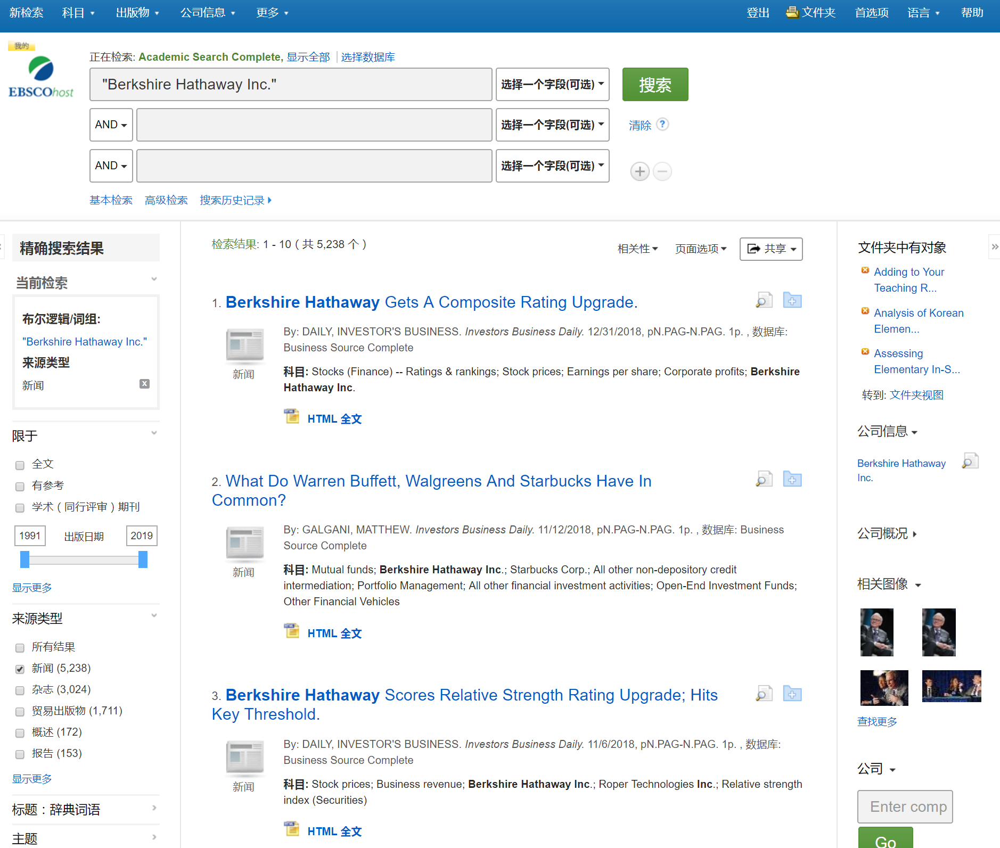 新检索 科目 出版物 公司信息 更多 登出 文件夹 首选项 语言 帮助
我的
EBSCOhost
正在检索: Academic Search Complete, 显示全部 | 选择数据库
"Berkshire Hathaway Inc." 选择一个字段(可选) 搜索
AND 选择一个字段(可选) 清除 ?
AND 选择一个字段(可选)
基本检索 高级检索 搜索历史记录
精确搜索结果
当前检索
布尔逻辑/词组:
"Berkshire Hathaway Inc."
来源类型
新闻 x
限于
全文
有参考
学术（同行评审）期刊
1991 出版日期 2019
显示更多
来源类型
所有结果
新闻 (5,238)
杂志 (3,024)
贸易出版物 (1,711)
概述 (172)
报告 (153)
显示更多
标题：辞典词语
主题
检索结果: 1 - 10（共 5,238 个）
相关性 页面选项 共享
1. Berkshire Hathaway Gets A Composite Rating Upgrade.
新闻
By: DAILY, INVESTOR'S BUSINESS. Investors Business Daily. 12/31/2018, pN.PAG-N.PAG. 1p. , 数据库:
Business Source Complete
科目: Stocks (Finance) -- Ratings & rankings; Stock prices; Earnings per share; Corporate profits; Berkshire
Hathaway Inc.
HTML 全文
2. What Do Warren Buffett, Walgreens And Starbucks Have In
Common?
新闻
By: GALGANI, MATTHEW. Investors Business Daily. 11/12/2018, pN.PAG-N.PAG. 1p. , 数据库: Business
Source Complete
科目: Mutual funds; Berkshire Hathaway Inc.; Starbucks Corp.; All other non-depository credit
intermediation; Portfolio Management; All other financial investment activities; Open-End Investment Funds;
Other Financial Vehicles
HTML 全文
3. Berkshire Hathaway Scores Relative Strength Rating Upgrade; Hits
Key Threshold.
新闻
By: DAILY, INVESTOR'S BUSINESS. Investors Business Daily. 11/6/2018, pN.PAG-N.PAG. 1p. , 数据库:
Business Source Complete
科目: Stock prices; Business revenue; Berkshire Hathaway Inc.; Roper Technologies Inc.; Relative strength
index (Securities)
HTML 全文
文件夹中有对象
Adding to Your
Teaching R...
Analysis of Korean
Elemen...
Assessing
Elementary In-S...
转到: 文件夹视图
公司信息
Berkshire Hathaway
Inc.
公司概况
相关图像
查找更多
公司
Enter comp
Go